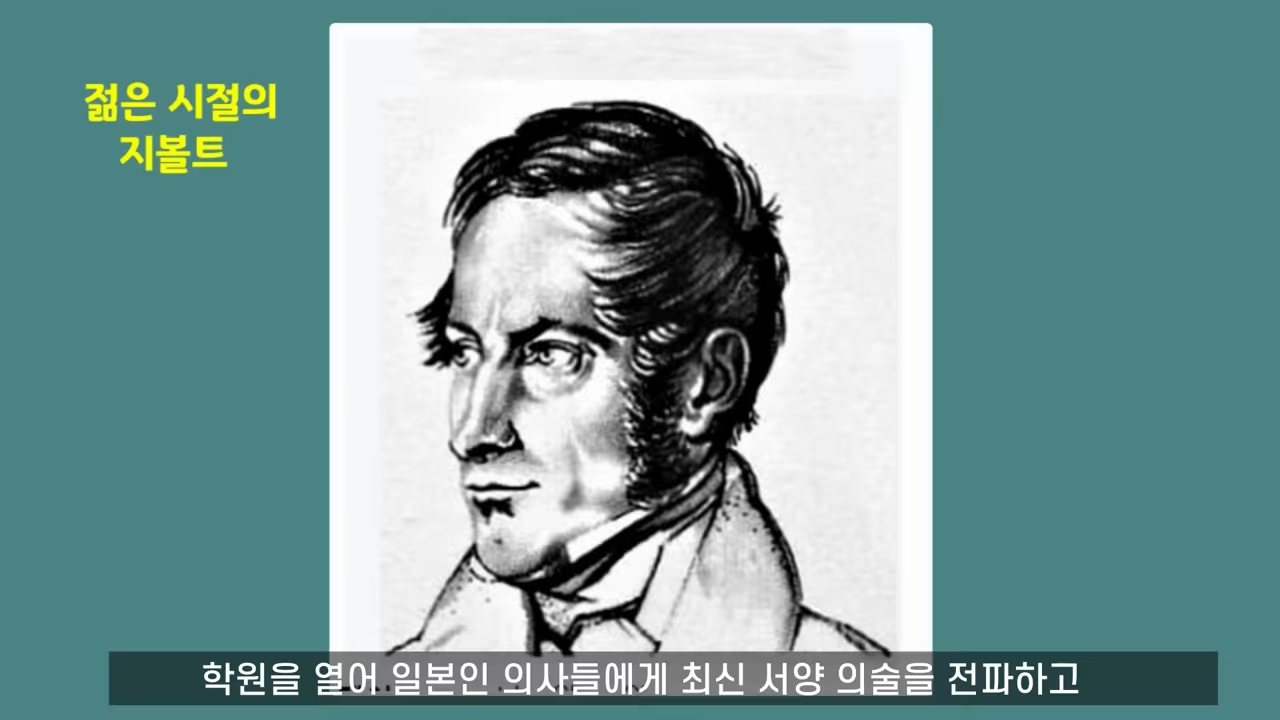 젊은 시절의
지볼트
학원을 열어 일본인 의사들에게 최신 서양 의술을 전파하고